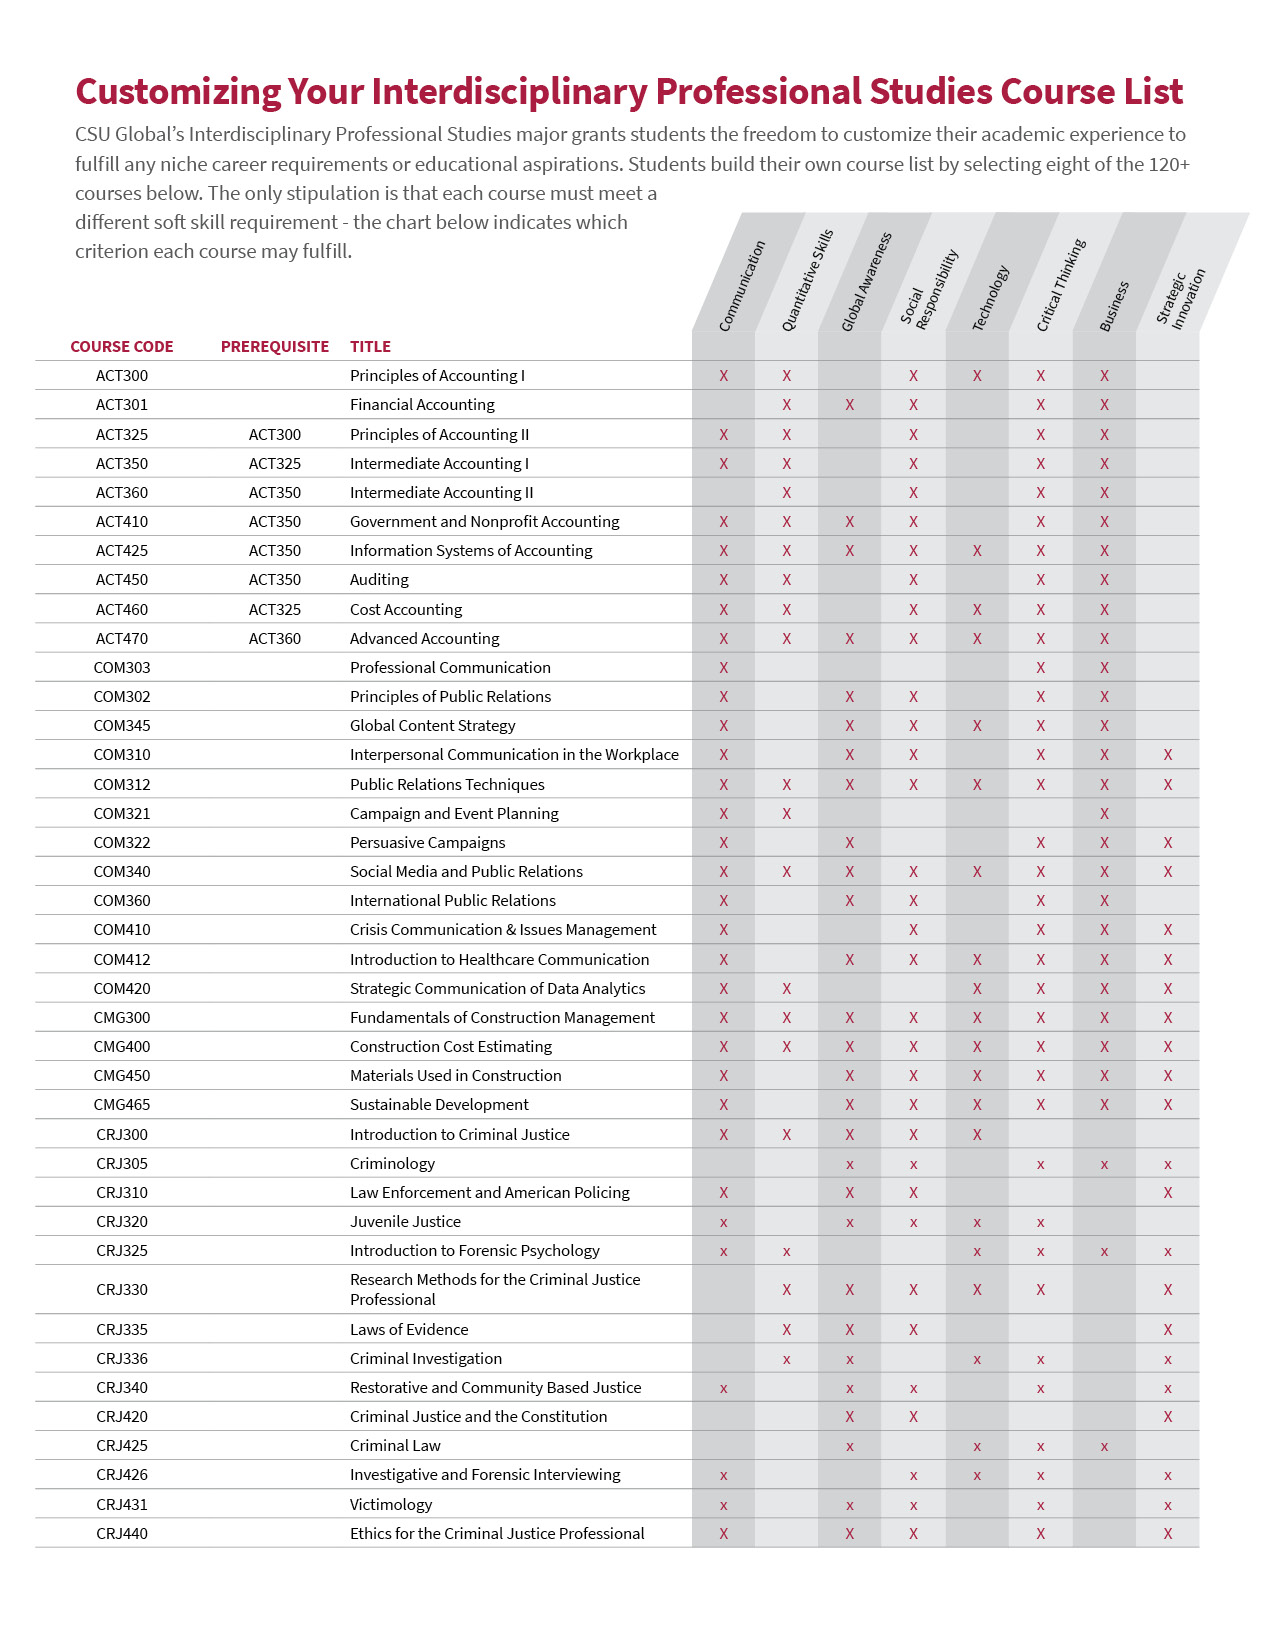 Customizing Your Interdisciplinary Professional Studies Course List
CSU Global’s Interdisciplinary Professional Studies major grants students the freedom to customize their academic experience to
fulfill any niche career requirements or educational aspirations. Students build their own course list by selecting eight of the 120+
courses below. The only stipulation is that each course must meet a
different soft skill requirement - the chart below indicates which
criterion each course may fulfill.
Communication
Quantitative Skills
Global Awareness
Social
Responsibility
Technology
Critical Thinking
Business
Strategic
Innovation
COURSE CODE PREREQUISITE TITLE
ACT300 Principles of Accounting I X X X X X X
ACT301 Financial Accounting X X X X X
ACT325 ACT300 Principles of Accounting II X X X X X
ACT350 ACT325 Intermediate Accounting I X X X X X
ACT360 ACT350 Intermediate Accounting II X X X X
ACT410 ACT350 Government and Nonprofit Accounting X X X X X X
ACT425 ACT350 Information Systems of Accounting X X X X X X X
ACT450 ACT350 Auditing X X X X X
ACT460 ACT325 Cost Accounting X X X X X X
ACT470 ACT360 Advanced Accounting X X X X X X X
COM303 Professional Communication X X X
COM302 Principles of Public Relations X X X X X
COM345 Global Content Strategy X X X X X X
COM310 Interpersonal Communication in the Workplace X X X X X X
COM312 Public Relations Techniques X X X X X X X X
COM321 Campaign and Event Planning X X X
COM322 Persuasive Campaigns X X X X X
COM340 Social Media and Public Relations X X X X X X X X
COM360 International Public Relations X X X X X
COM410 Crisis Communication & Issues Management X X X X X
COM412 Introduction to Healthcare Communication X X X X X X X
COM420 Strategic Communication of Data Analytics X X X X X X
CMG300 Fundamentals of Construction Management X X X X X X X X
CMG400 Construction Cost Estimating X X X X X X X X
CMG450 Materials Used in Construction X X X X X X X
CMG465 Sustainable Development X X X X X X X
CRJ300 Introduction to Criminal Justice X X X X X
CRJ305 Criminology x x x x x
CRJ310 Law Enforcement and American Policing X X X X
CRJ320 Juvenile Justice x x x x x
CRJ325 Introduction to Forensic Psychology x x x x x x
Research Methods for the Criminal Justice
CRJ330 Professional X X X X X X
CRJ335 Laws of Evidence X X X X
CRJ336 Criminal Investigation x x x x x
CRJ340 Restorative and Community Based Justice x x x x x
CRJ420 Criminal Justice and the Constitution X X X
CRJ425 Criminal Law x x x x
CRJ426 Investigative and Forensic Interviewing x x x x x
CRJ431 Victimology x x x x x
CRJ440 Ethics for the Criminal Justice Professional X X X X X